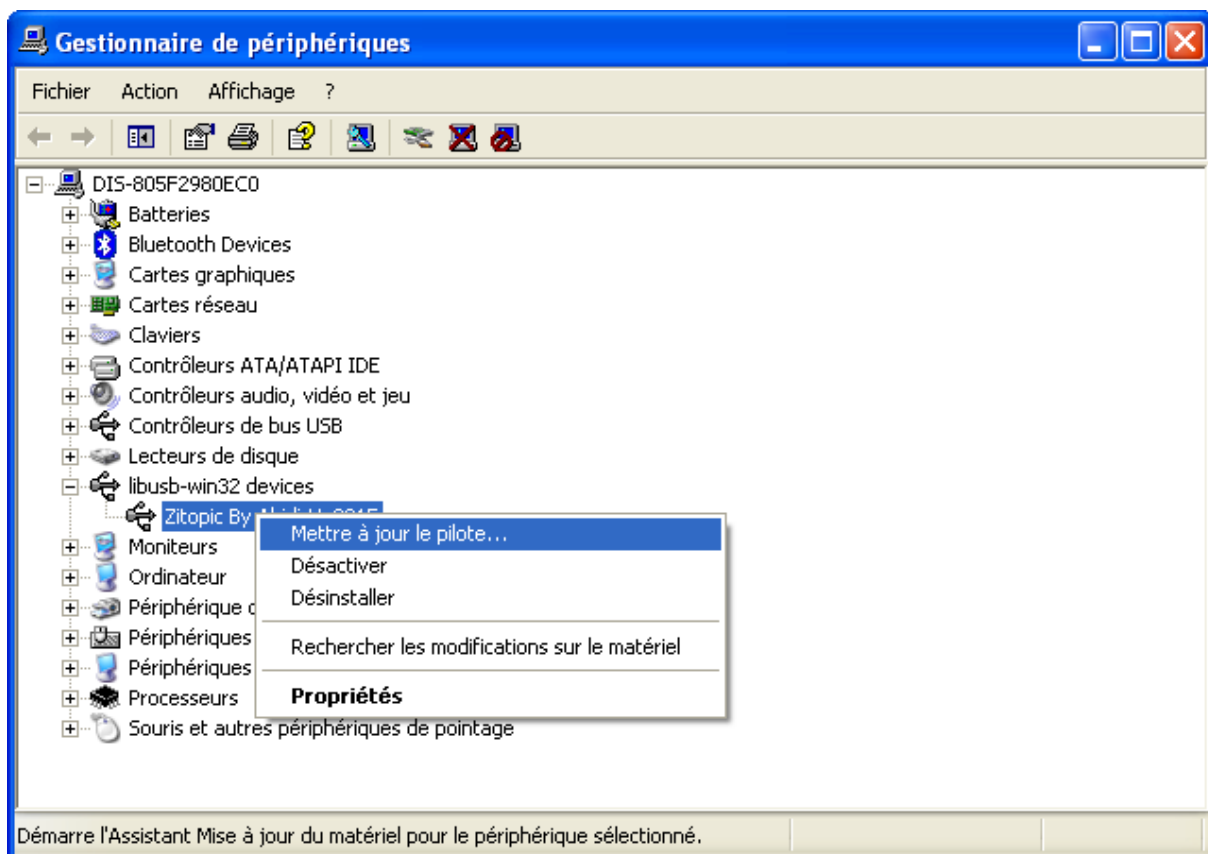 Gestionnaire de périphériques
Fichier Action Affichage ?
DIS-805F2980EC0
Batteries
Bluetooth Devices
Cartes graphiques
Cartes réseau
Claviers
Contrôleurs ATA/ATAPI IDE
Contrôleurs audio, vidéo et jeu
Contrôleurs de bus USB
Lecteurs de disque
libusb-win32 devices
Zitopic By
Mettre à jour le pilote...
Moniteurs
Désactiver
Ordinateur
Désinstaller
Périphérique
Périphériques
Rechercher les modifications sur le matériel
Périphériques
Propriétés
Processeurs
Souris et autres périphériques de pointage
Démarre l'Assistant Mise à jour du matériel pour le périphérique sélectionné.